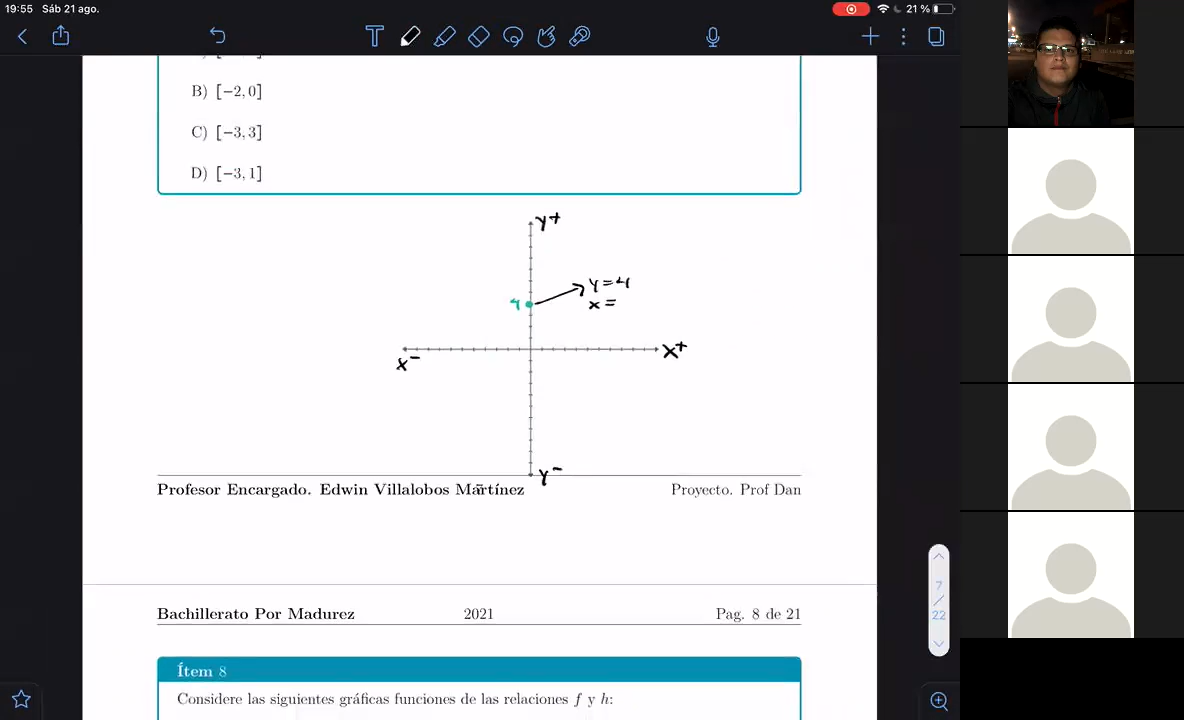 19:55 Sáb 21 ago.
21 %
B) [−2, 0]
C) [−3, 3]
D) [−3, 1]
y+
4
y=4
x=
x−
x+
y−
Profesor Encargado. Edwin Villalobos Martínez
Proyecto. Prof Dan
7
/
22
Bachillerato Por Madurez
2021
Pag. 8 de 21
Ítem 8
Considere las siguientes gráficas funciones de las relaciones f y h: